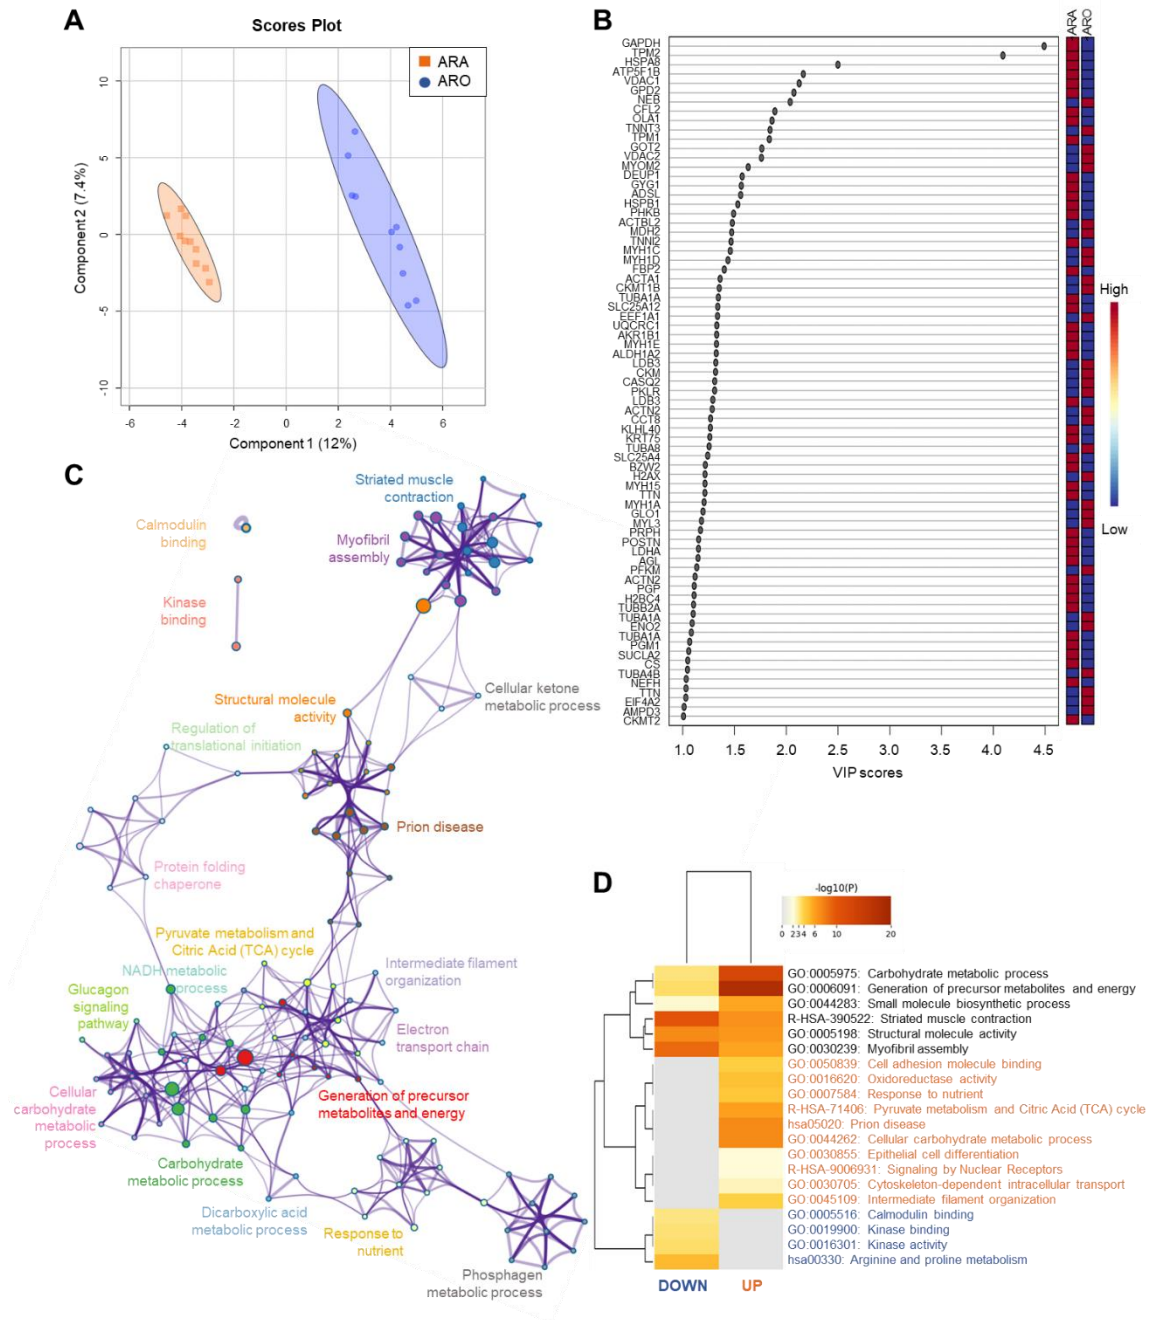 A
Scores Plot
ARA
ARO
Component 2 (7.4%)
10
5
0
-5
-10
-6
-4
-2
0
2
4
6
Component 1 (12%)
B
ARA
ARO
GAPDH
TPM2
HSPA8
ATP5F1B
VDAC1
GPD2
NEB
CFL2
OLA1
TNNT3
TPM1
GOT2
VDAC2
MYOM2
DEUP1
GYG1
ADSL
HSPB1
PHKB
ACTBL2
MDH2
TNNI2
MYH1C
MYH1D
FBP2
ACTA1
CKMT1B
TUBA1A
SLC25A12
EEF1A1
UQCRC1
AKR1B1
MYH1E
ALDH1A2
LDB3
CKM
CASQ2
PKLR
LDB3
ACTN2
CCT8
KLHL40
KRT75
TUBA8
SLC25A4
BZW2
H2AX
MYH15
TTN
MYH1A
GLO1
MYL3
PRPH
POSTN
LDHA
AGL
PFKM
ACTN2
PGP
H2BC4
TUBB2A
TUBA1A
ENO2
TUBA1A
PGM1
SUCLA2
CS
TUBA4B
NEFH
TTN
EIF4A2
AMPD3
CKMT2
1.0
1.5
2.0
2.5
3.0
3.5
4.0
4.5
VIP scores
High
Low
C
Striated muscle
contraction
Calmodulin
binding
Myofibril
assembly
Kinase
binding
Cellular ketone
metabolic process
Structural molecule
activity
Regulation of
translational initiation
Prion disease
Protein folding
chaperone
Pyruvate metabolism and
Citric Acid (TCA) cycle
NADH metabolic
process
Intermediate filament
organization
Glucagon
signaling
pathway
Electron
transport chain
Cellular
carbohydrate
metabolic
process
Generation of precursor
metabolites and energy
Carbohydrate
metabolic process
Dicarboxylic acid
metabolic process
Response to
nutrient
Phosphagen
metabolic process
D
-log10(P)
0 2 3 4 6 10 20
GO:0005975: Carbohydrate metabolic process
GO:0006091: Generation of precursor metabolites and energy
GO:0044283: Small molecule biosynthetic process
R-HSA-390522: Striated muscle contraction
GO:0005198: Structural molecule activity
GO:0030239: Myofibril assembly
GO:0050839: Cell adhesion molecule binding
GO:0016620: Oxidoreductase activity
GO:0007584: Response to nutrient
R-HSA-71406: Pyruvate metabolism and Citric Acid (TCA) cycle
hsa05020: Prion disease
GO:0044262: Cellular carbohydrate metabolic process
GO:0030855: Epithelial cell differentiation
R-HSA-9006931: Signaling by Nuclear Receptors
GO:0030705: Cytoskeleton-dependent intracellular transport
GO:0045109: Intermediate filament organization
GO:0005516: Calmodulin binding
GO:0019900: Kinase binding
GO:0016301: Kinase activity
hsa00330: Arginine and proline metabolism
DOWN
UP